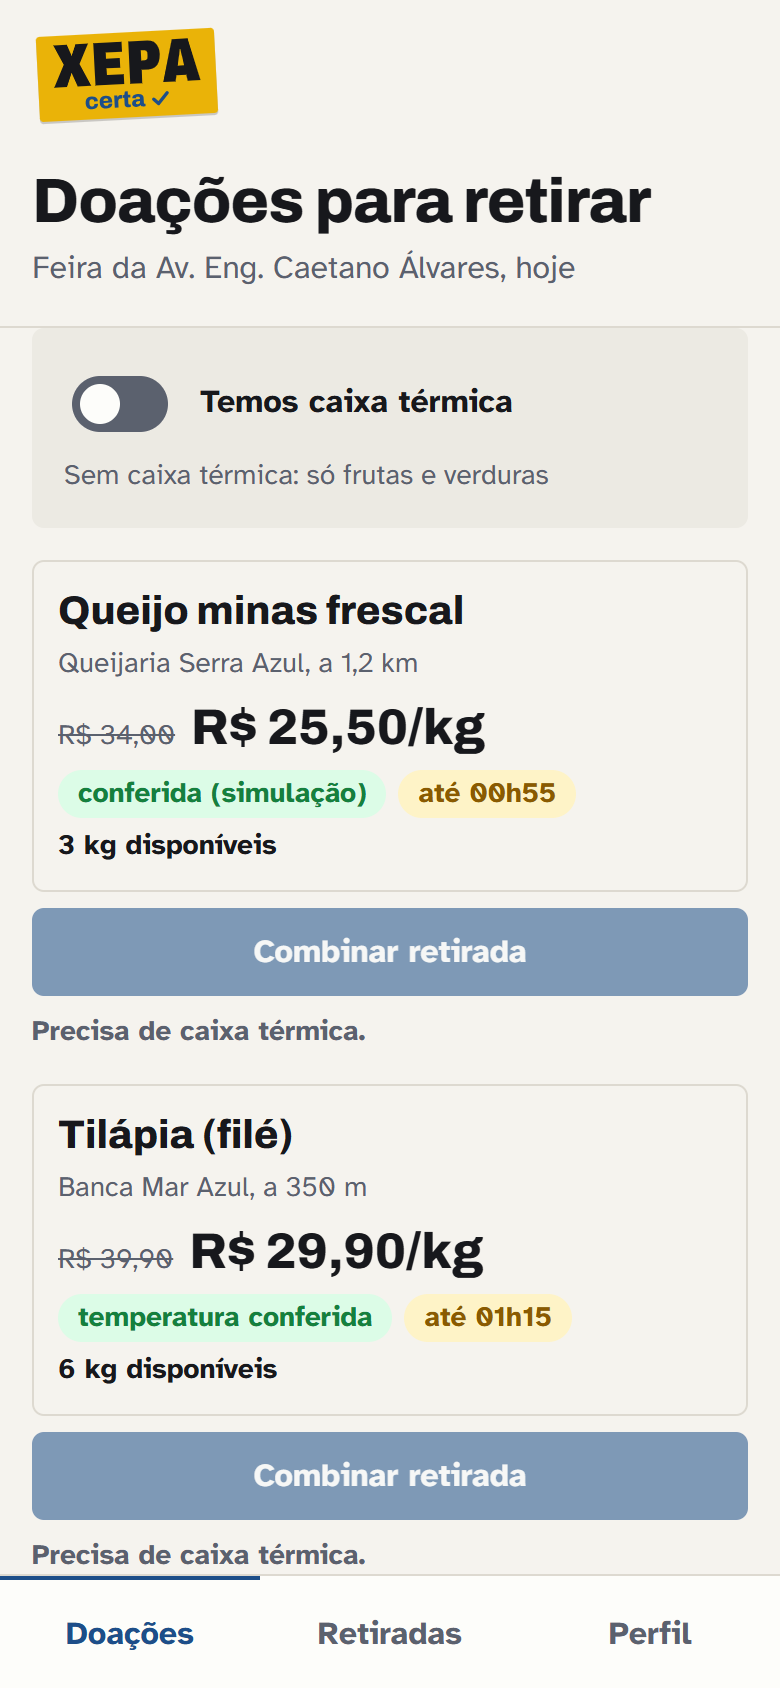 XEPA
certa
Doações para retirar
Feira da Av. Eng. Caetano Álvares, hoje
Temos caixa térmica
Sem caixa térmica: só frutas e verduras
Queijo minas frescal
Queijaria Serra Azul, a 1,2 km
R$ 34,00 R$ 25,50/kg
conferida (simulação) até 00h55
3 kg disponíveis
Combinar retirada
Precisa de caixa térmica.
Tilápia (filé)
Banca Mar Azul, a 350 m
R$ 39,90 R$ 29,90/kg
temperatura conferida até 01h15
6 kg disponíveis
Combinar retirada
Precisa de caixa térmica.
Doações Retiradas Perfil